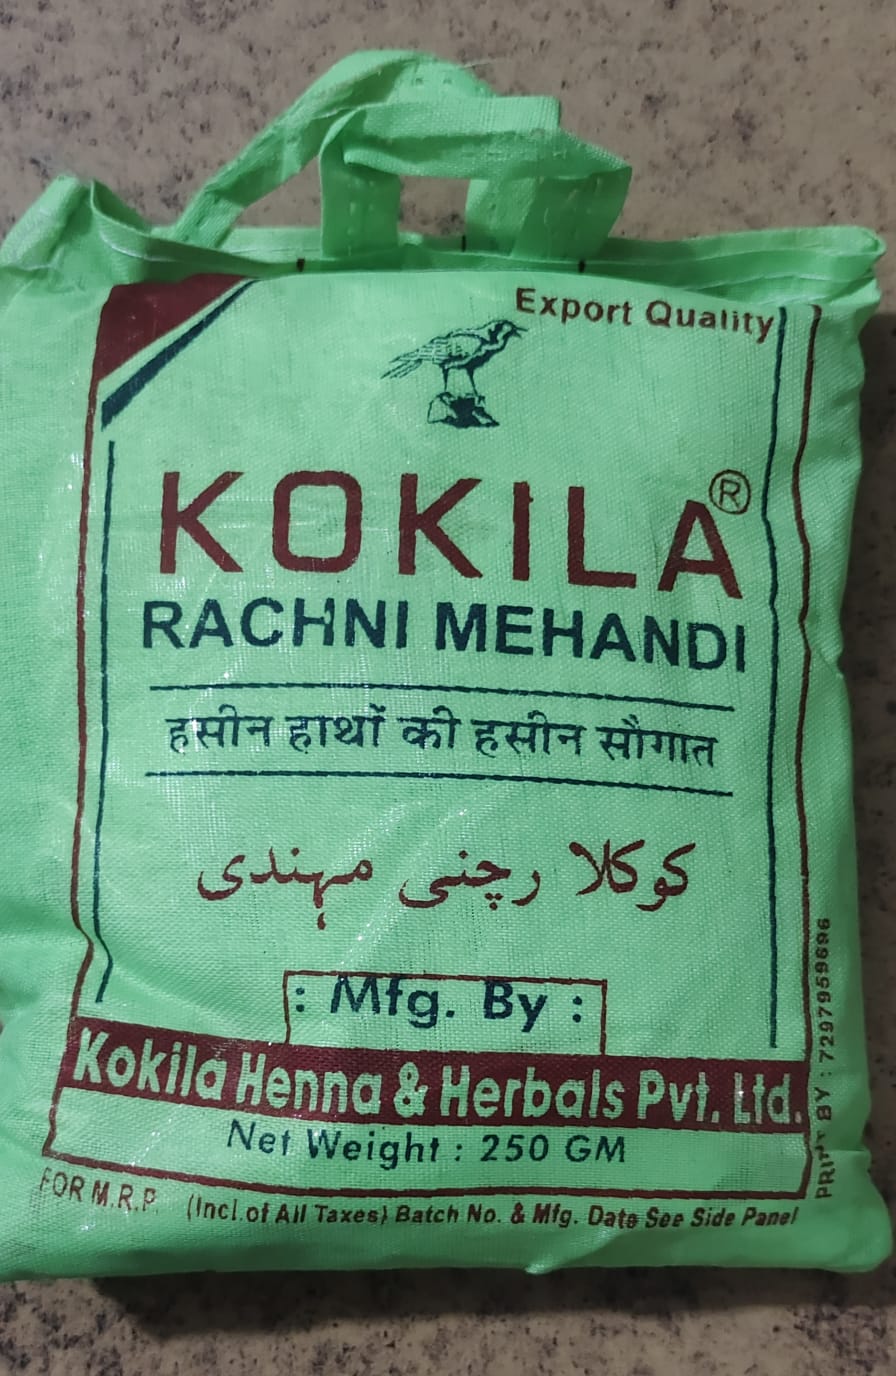 Export Quality
KOKILA®
RACHNI MEHANDI
हसीन हाथों की हसीन सौगात
کوکلا رچنی مہندی
: Mfg. By :
Kokila Henna & Herbals Pvt. Ltd.
Net Weight : 250 GM
FOR M.R.P. (Incl.of All Taxes) Batch No. & Mfg. Date See Side Panel
PRINT BY : 7297959696